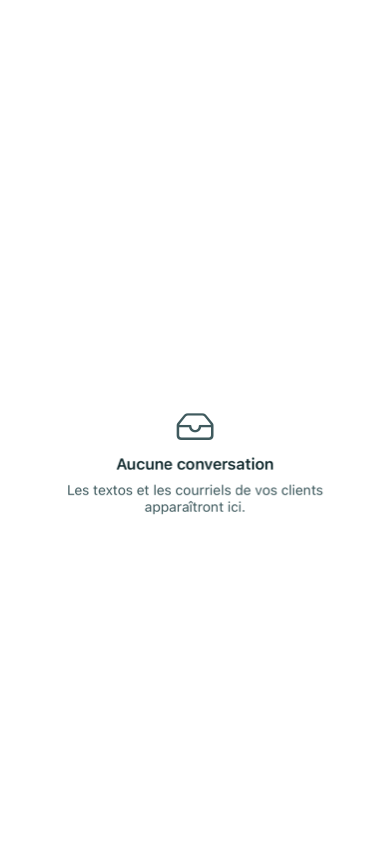 Aucune conversation
Les textos et les courriels de vos clients
apparaîtront ici.